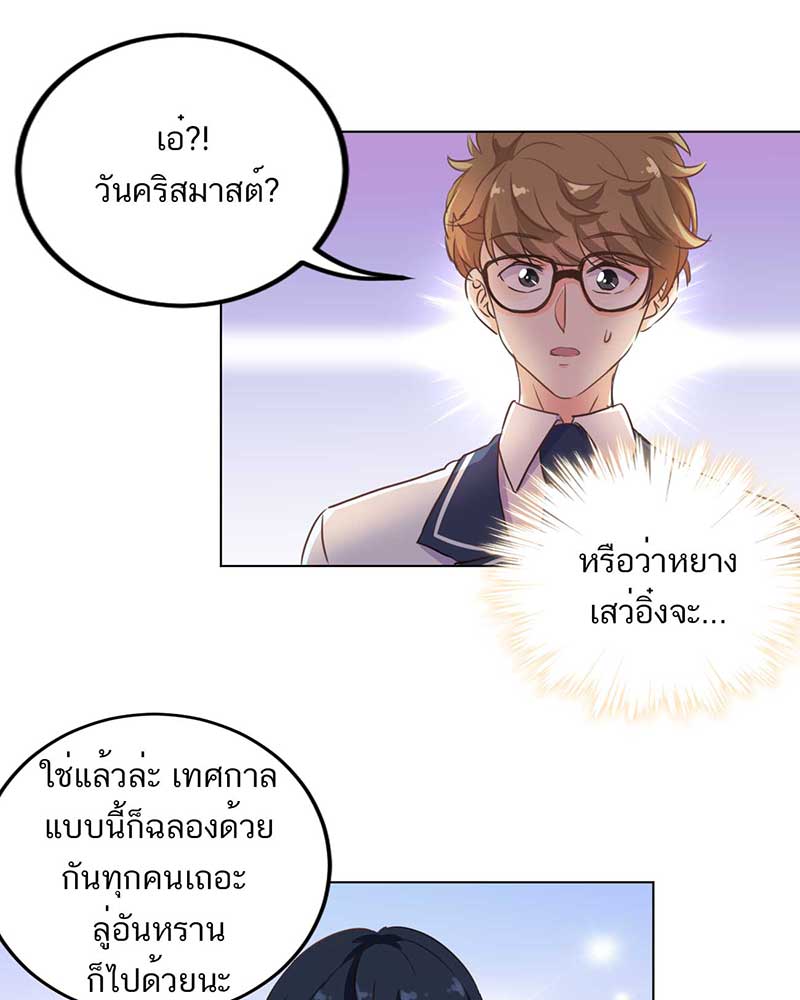 เอ๋?!
วันคริสมาสต์?
หรือว่าหยาง
เสว่อิ๋งจะ...
ใช่แล้วล่ะ เทศกาล
แบบนี้ก็ฉลองด้วย
กันทุกคนเถอะ
ลู่อันหราน
ก็ไปด้วยนะ